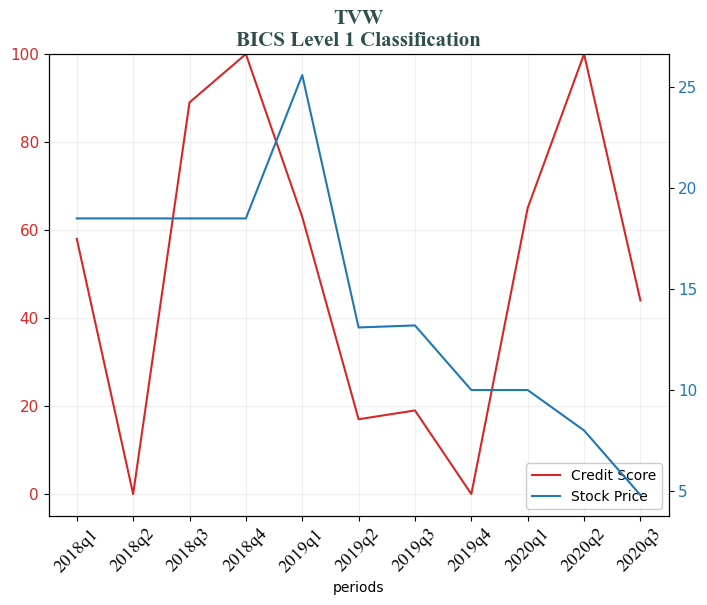 TVW
BICS Level 1 Classification
100
80
60
40
20
0
25
20
15
10
5
Credit Score
Stock Price
2018q1 2018q2 2018q3 2018q4 2019q1 2019q2 2019q3 2019q4 2020q1 2020q2 2020q3
periods